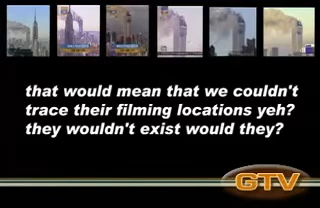 that would mean that we couldn't
trace their filming locations yeh?
they wouldn't exist would they?
GTV